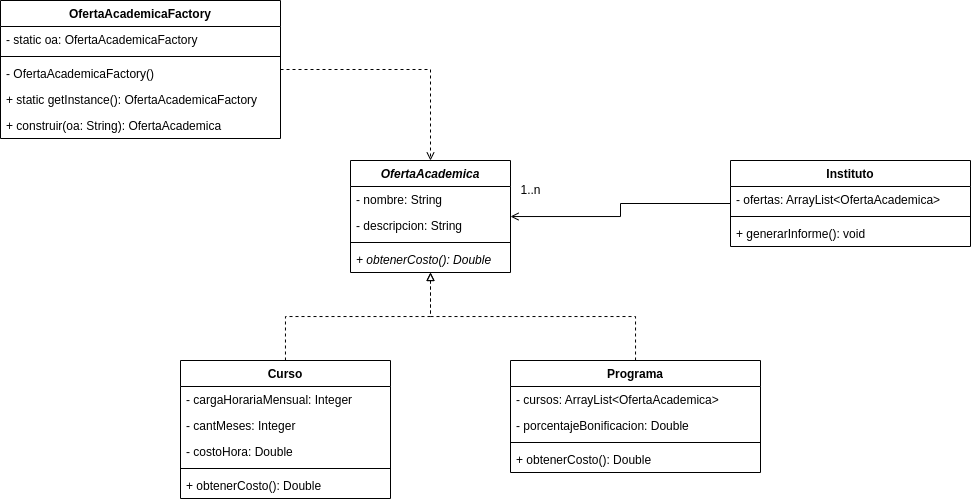 OfertaAcademicaFactory
- static oa: OfertaAcademicaFactory
- OfertaAcademicaFactory()
+ static getInstance(): OfertaAcademicaFactory
+ construir(oa: String): OfertaAcademica
OfertaAcademica
- nombre: String
- descripcion: String
+ obtenerCosto(): Double
1..n
Instituto
- ofertas: ArrayList<OfertaAcademica>
+ generarInforme(): void
Curso
- cargaHorariaMensual: Integer
- cantMeses: Integer
- costoHora: Double
+ obtenerCosto(): Double
Programa
- cursos: ArrayList<OfertaAcademica>
- porcentajeBonificacion: Double
+ obtenerCosto(): Double